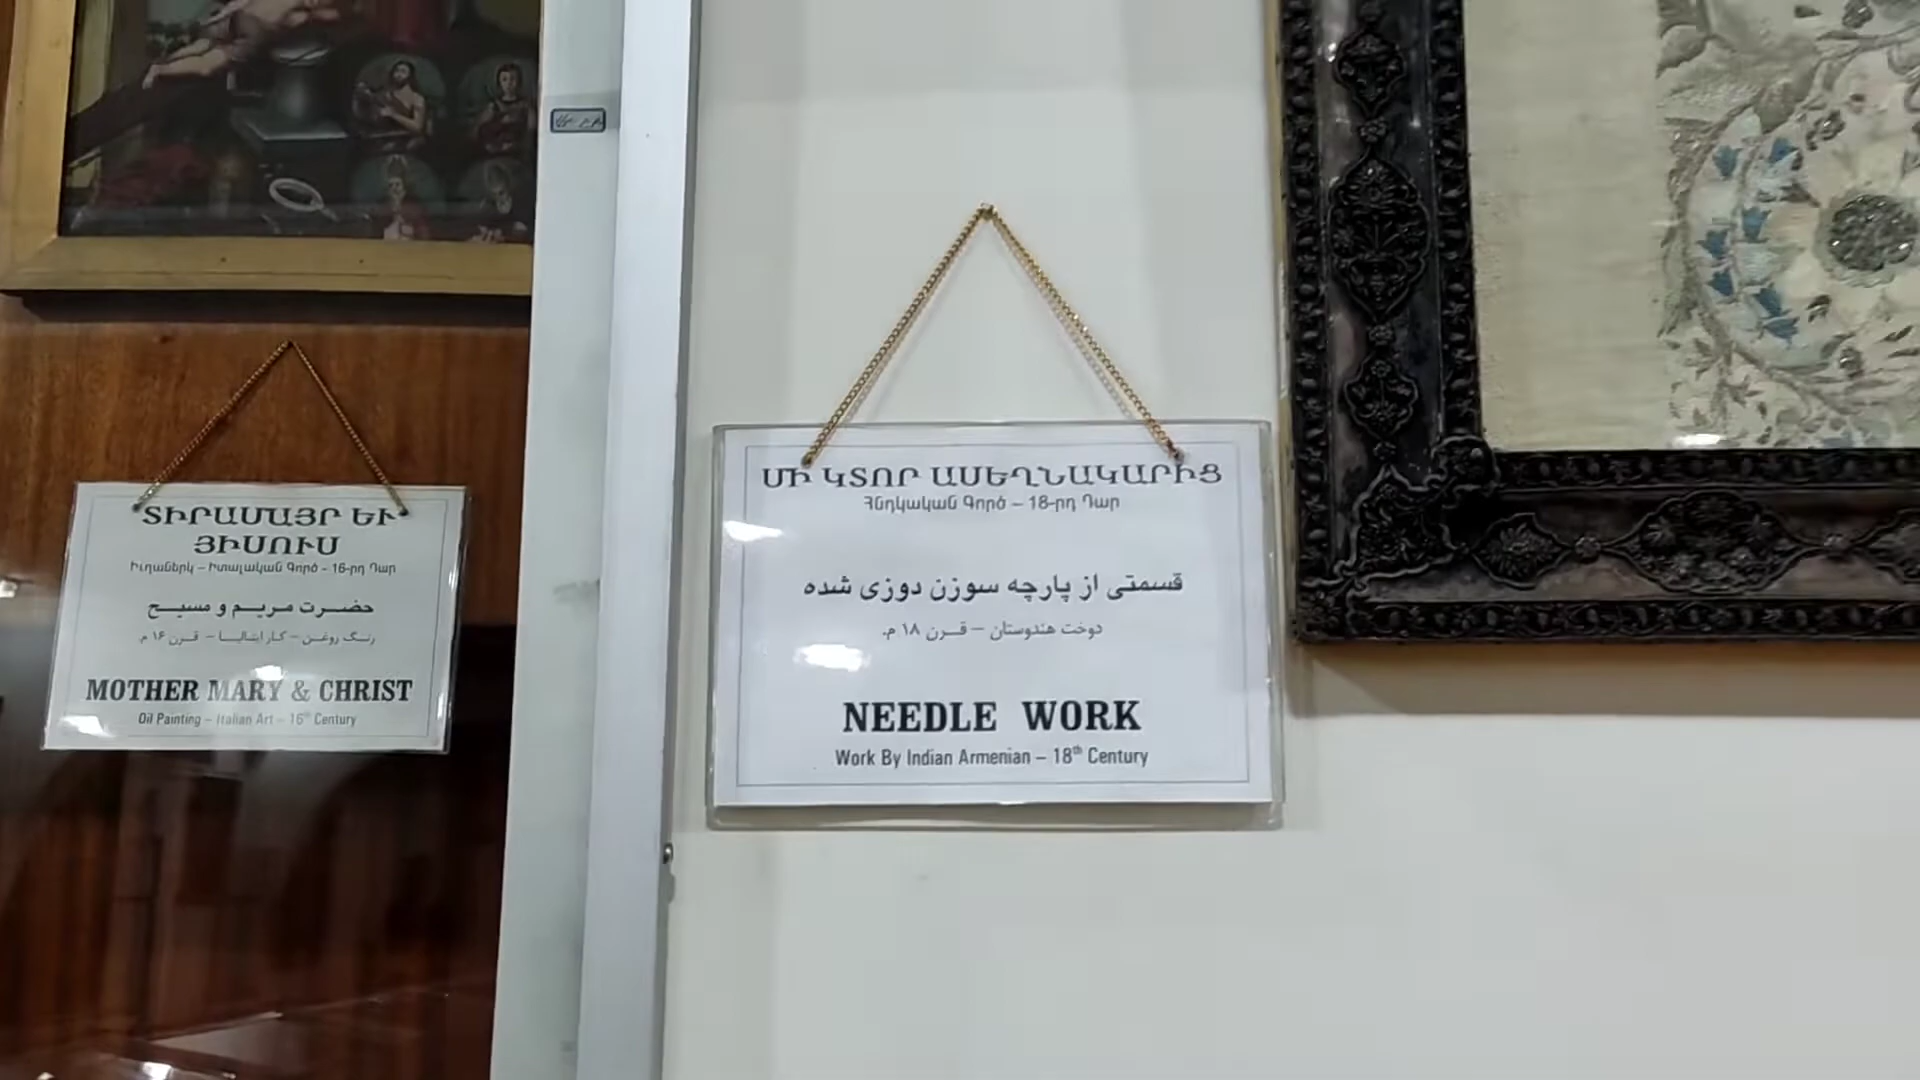 ՏԻՐԱՄԱՅՐ ԵՒ
ՅԻՍՈՒՍ
Իւղաներկ – Իտալական Գործ - 16-րդ Դար
حضرت مریم و مسیح
رنگ روغن – کار ایتالیا – قرن ۱۶ م.
MOTHER MARY & CHRIST
Oil Painting – Italian Art – 16th Century
ՄԻ ԿՏՈՐ ԱՍԵՂՆԱԿԱՐԻՑ
Հնդկական Գործ – 18-րդ Դար
قسمتی از پارچه سوزن دوزی شده
دوخت هندوستان – قرن ۱۸ م.
NEEDLE WORK
Work By Indian Armenian – 18th Century